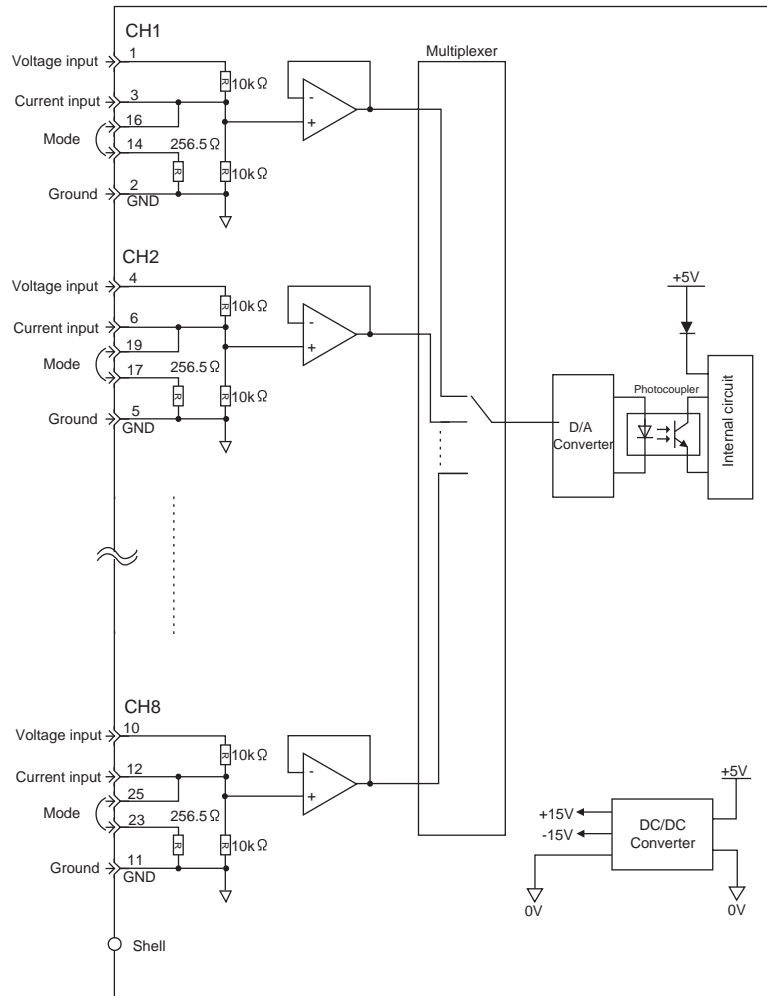 CH1
1
Voltage input
R
10kΩ
Current input
3
16
Mode
14
256.5Ω
R
R
10kΩ
Ground
2
GND
-
+
Multiplexer
CH2
4
Voltage input
R
10kΩ
Current input
6
19
Mode
17
256.5Ω
R
R
10kΩ
Ground
5
GND
-
+
+5V
D/A
Converter
Photocoupler
Internal circuit
CH8
10
Voltage input
R
10kΩ
Current input
12
25
Mode
23
256.5Ω
R
R
10kΩ
Ground
11
GND
-
+
+5V
+15V
-15V
DC/DC
Converter
0V
0V
Shell